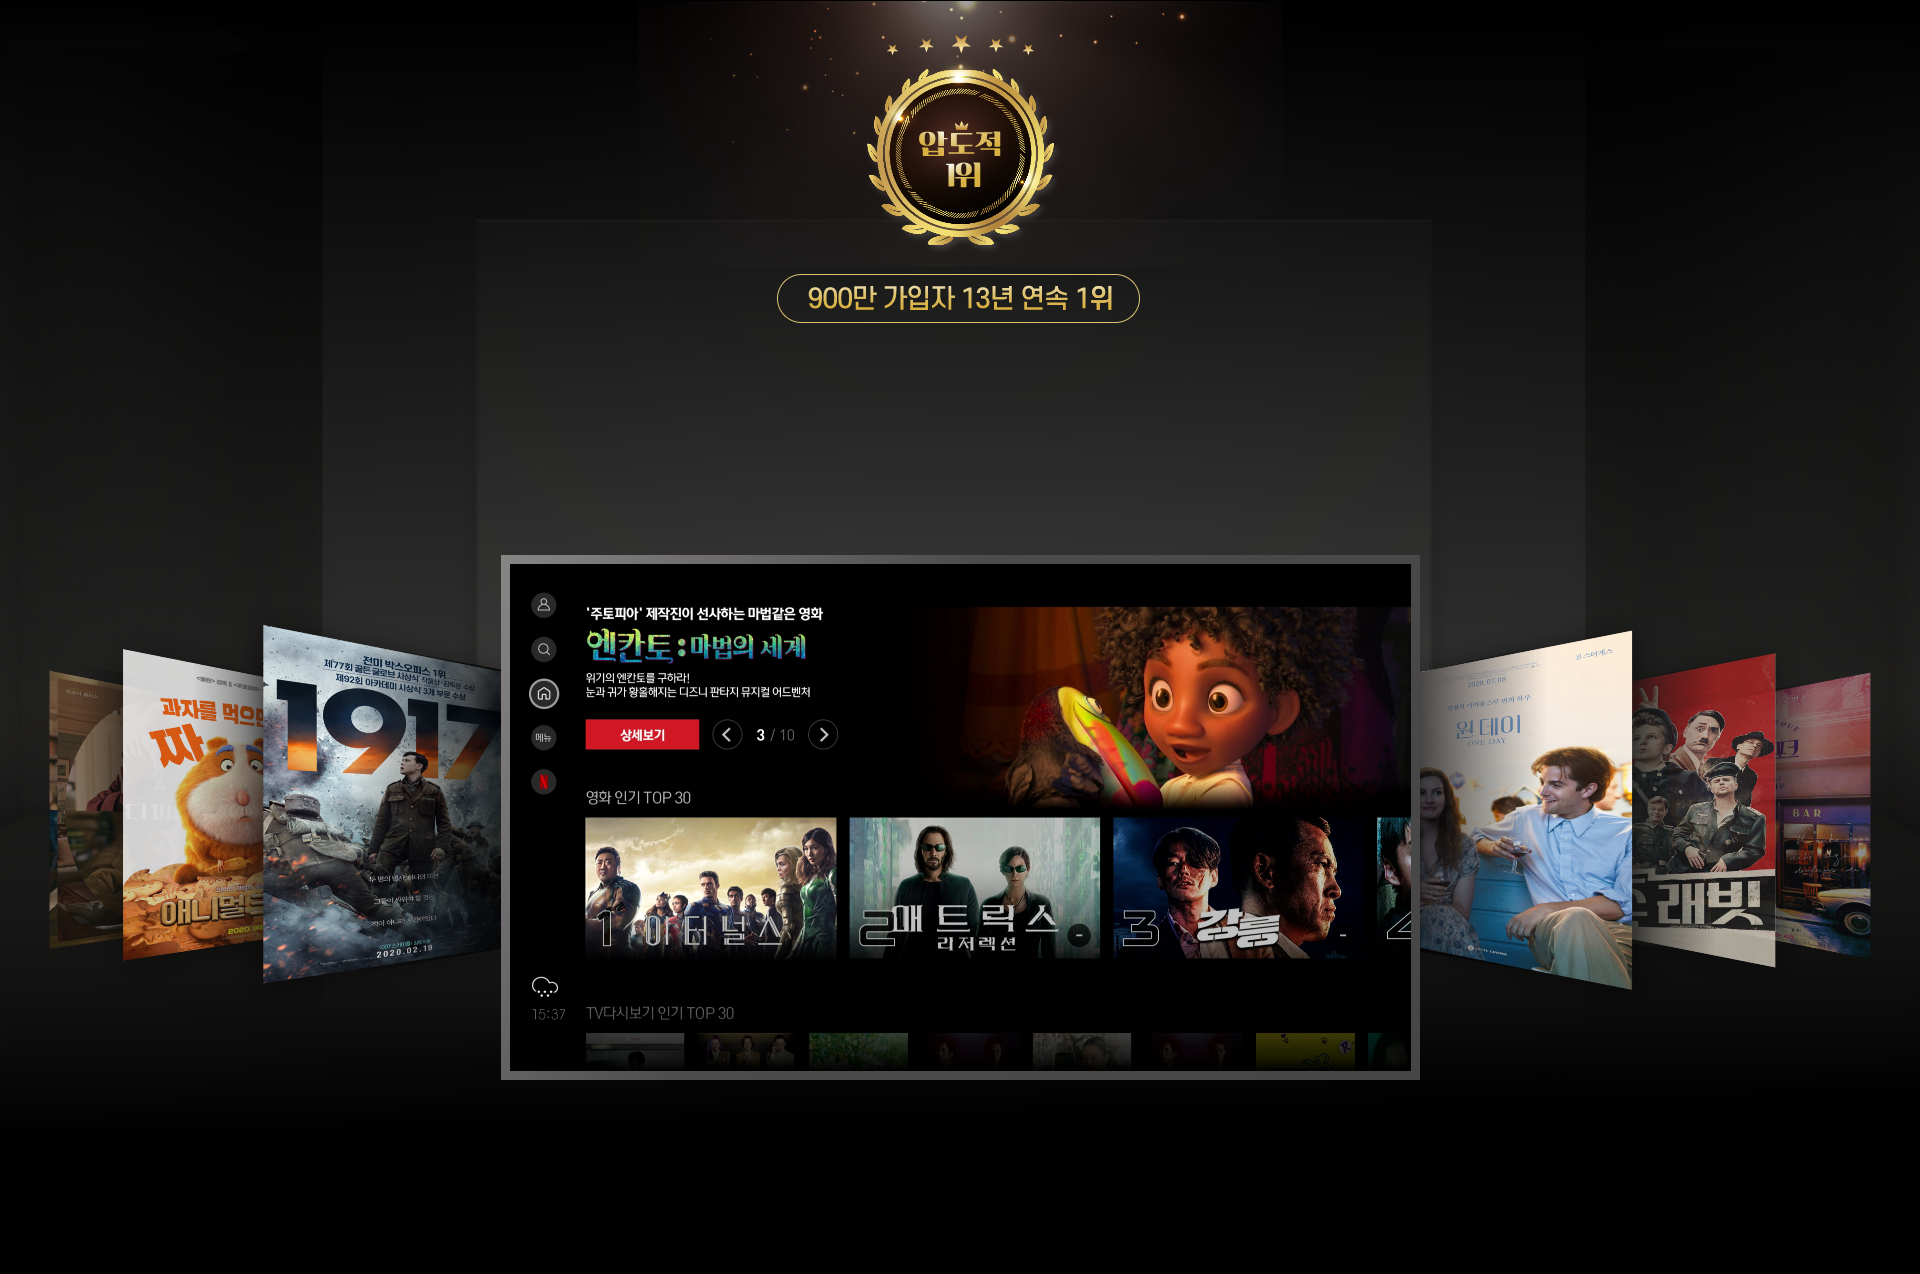 압도적
1위
900만 가입자 13년 연속 1위
'주토피아' 제작진이 선사하는 마법같은 영화
엔칸토 : 마법의 세계
위기의 엔칸토를 구하라!
눈과 귀가 황홀해지는 디즈니 판타지 뮤지컬 어드벤처
상세보기
3 / 10
메뉴
N
영화 인기 TOP 30
1 이터널스
2 매트릭스
리저렉션
3 강릉
4
15:37
TV다시보기 인기 TOP 30
과자를 먹으면
짜
애니멀
전미 박스오피스 1위
제77회 골든 글로브 시상식 작품상·감독상 수상
제92회 아카데미 시상식 3개 부문 수상
1917
2020.02.19
2020.07.08
원 데이
ONE DAY
래빗
BAR